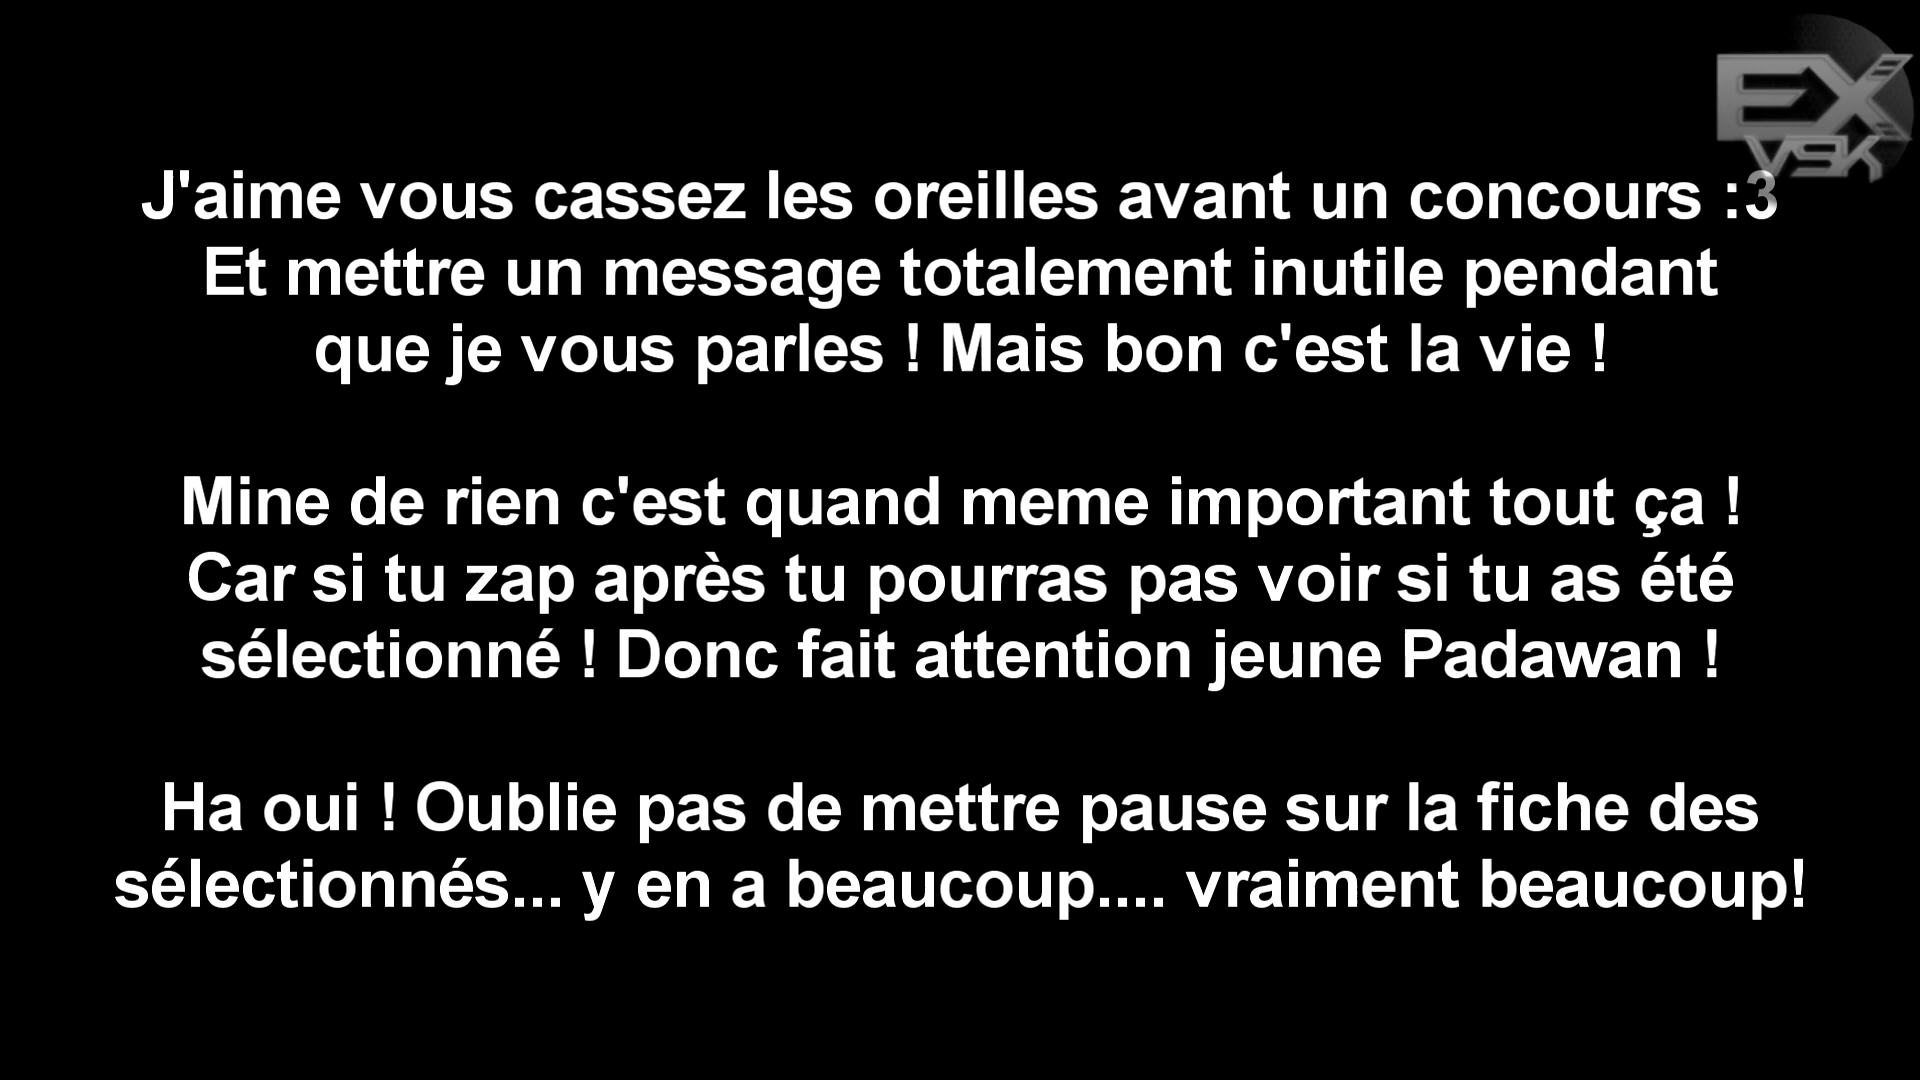 EX
VSK
J'aime vous cassez les oreilles avant un concours :3
Et mettre un message totalement inutile pendant
que je vous parles ! Mais bon c'est la vie !
Mine de rien c'est quand meme important tout ça !
Car si tu zap après tu pourras pas voir si tu as été
sélectionné ! Donc fait attention jeune Padawan !
Ha oui ! Oublie pas de mettre pause sur la fiche des
sélectionnés... y en a beaucoup.... vraiment beaucoup!